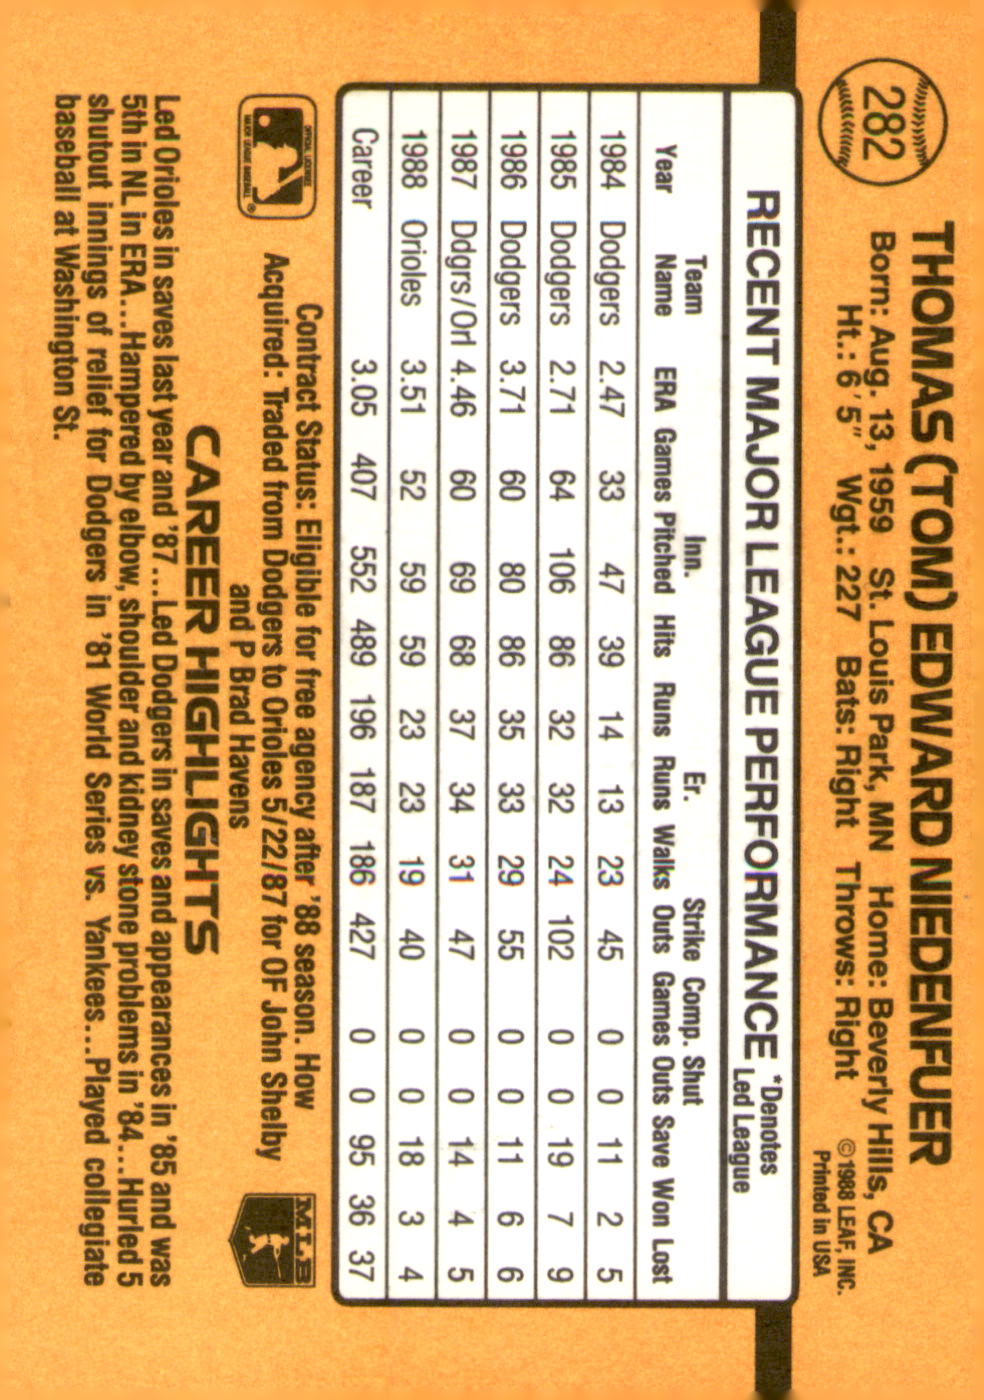 282
THOMAS (TOM) EDWARD NIEDENFUER
Born: Aug. 13, 1959 St. Louis Park, MN Home: Beverly Hills, CA
Ht.: 6′5″ Wgt.: 227 Bats: Right Throws: Right
©1988 LEAF, INC.
Printed in USA
RECENT MAJOR LEAGUE PERFORMANCE
*Denotes
Led League
Team Inn. Er. Strike Comp. Shut
Year Name ERA Games Pitched Hits Runs Runs Walks Outs Games Outs Save Won Lost
1984 Dodgers 2.47 33 47 39 14 13 23 45 0 0 11 2 5
1985 Dodgers 2.71 64 106 86 32 32 24 102 0 0 19 7 9
1986 Dodgers 3.71 60 80 86 35 33 29 55 0 0 11 6 6
1987 Ddgrs/Orl 4.46 60 69 68 37 34 31 47 0 0 14 4 5
1988 Orioles 3.51 52 59 59 23 23 19 40 0 0 18 3 4
Career 3.05 407 552 489 196 187 186 427 0 0 95 36 37
OFFICIAL LICENSEE
MAJOR LEAGUE BASEBALL®
Contract Status: Eligible for free agency after '88 season. How
Acquired: Traded from Dodgers to Orioles 5/22/87 for OF John Shelby
and P Brad Havens
MLB
CAREER HIGHLIGHTS
Led Orioles in saves last year and '87...Led Dodgers in saves and appearances in '85 and was
5th in NL in ERA...Hampered by elbow, shoulder and kidney stone problems in '84...Hurled 5
shutout innings of relief for Dodgers in '81 World Series vs. Yankees...Played collegiate
baseball at Washington St.